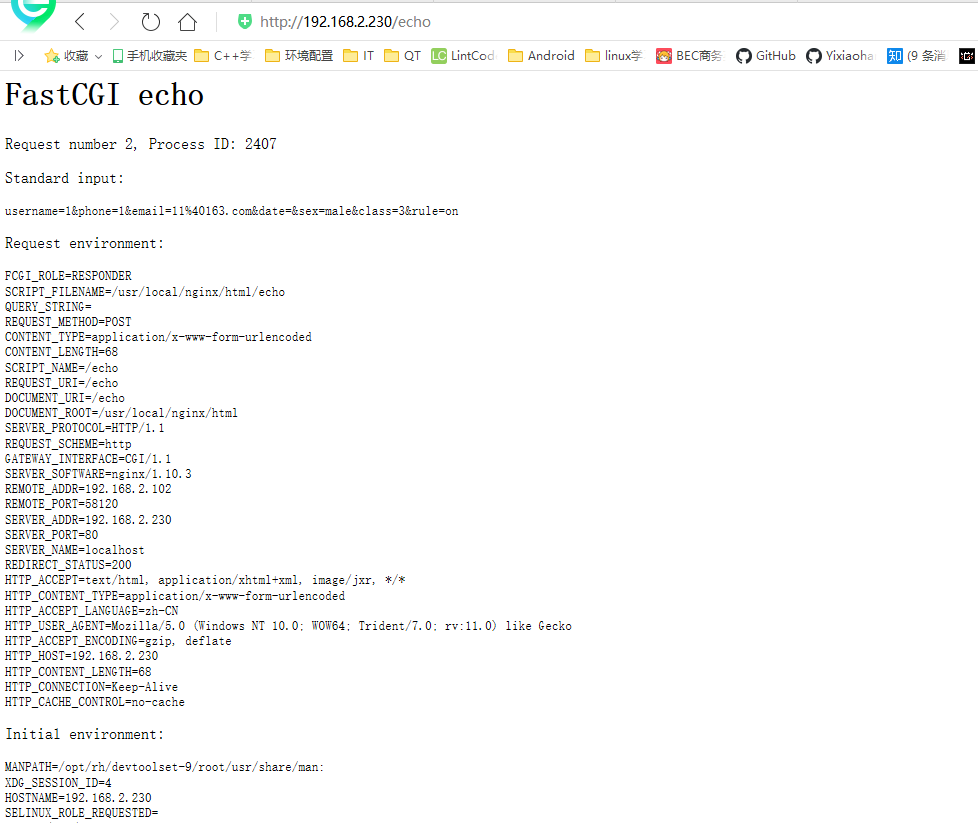 http://192.168.2.230/echo
收藏 手机收藏夹 C++学 环境配置 IT QT LC LintCod Android linux学 BEC商务 GitHub Yixiaoha 知 (9 条消
FastCGI echo
Request number 2, Process ID: 2407
Standard input:
username=1&phone=1&email=11%40163.com&date=&sex=male&class=3&rule=on
Request environment:
FCGI_ROLE=RESPONDER
SCRIPT_FILENAME=/usr/local/nginx/html/echo
QUERY_STRING=
REQUEST_METHOD=POST
CONTENT_TYPE=application/x-www-form-urlencoded
CONTENT_LENGTH=68
SCRIPT_NAME=/echo
REQUEST_URI=/echo
DOCUMENT_URI=/echo
DOCUMENT_ROOT=/usr/local/nginx/html
SERVER_PROTOCOL=HTTP/1.1
REQUEST_SCHEME=http
GATEWAY_INTERFACE=CGI/1.1
SERVER_SOFTWARE=nginx/1.10.3
REMOTE_ADDR=192.168.2.102
REMOTE_PORT=58120
SERVER_ADDR=192.168.2.230
SERVER_PORT=80
SERVER_NAME=localhost
REDIRECT_STATUS=200
HTTP_ACCEPT=text/html, application/xhtml+xml, image/jxr, */*
HTTP_CONTENT_TYPE=application/x-www-form-urlencoded
HTTP_ACCEPT_LANGUAGE=zh-CN
HTTP_USER_AGENT=Mozilla/5.0 (Windows NT 10.0; WOW64; Trident/7.0; rv:11.0) like Gecko
HTTP_ACCEPT_ENCODING=gzip, deflate
HTTP_HOST=192.168.2.230
HTTP_CONTENT_LENGTH=68
HTTP_CONNECTION=Keep-Alive
HTTP_CACHE_CONTROL=no-cache
Initial environment:
MANPATH=/opt/rh/devtoolset-9/root/usr/share/man:
XDG_SESSION_ID=4
HOSTNAME=192.168.2.230
SELINUX_ROLE_REQUESTED=